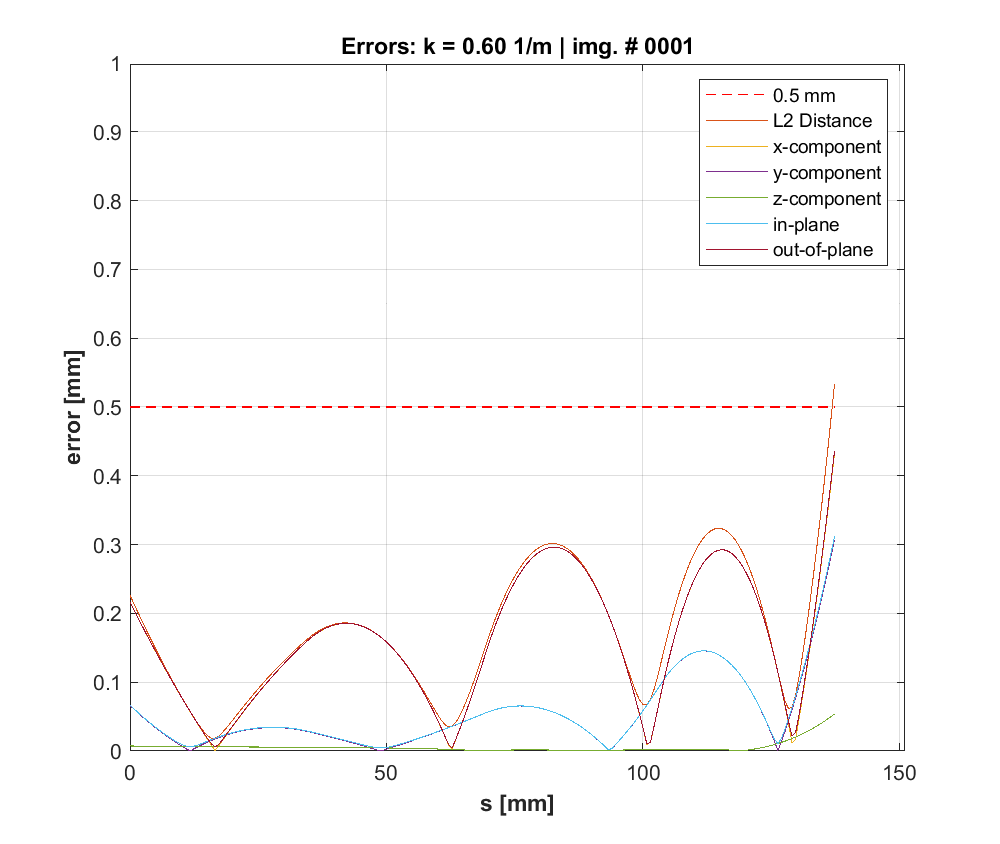 Errors: k = 0.60 1/m | img. # 0001
1
0.9
0.8
0.7
0.6
0.5
0.4
0.3
0.2
0.1
0
error [mm]
0.5 mm
L2 Distance
x-component
y-component
z-component
in-plane
out-of-plane
0 50 100 150
s [mm]